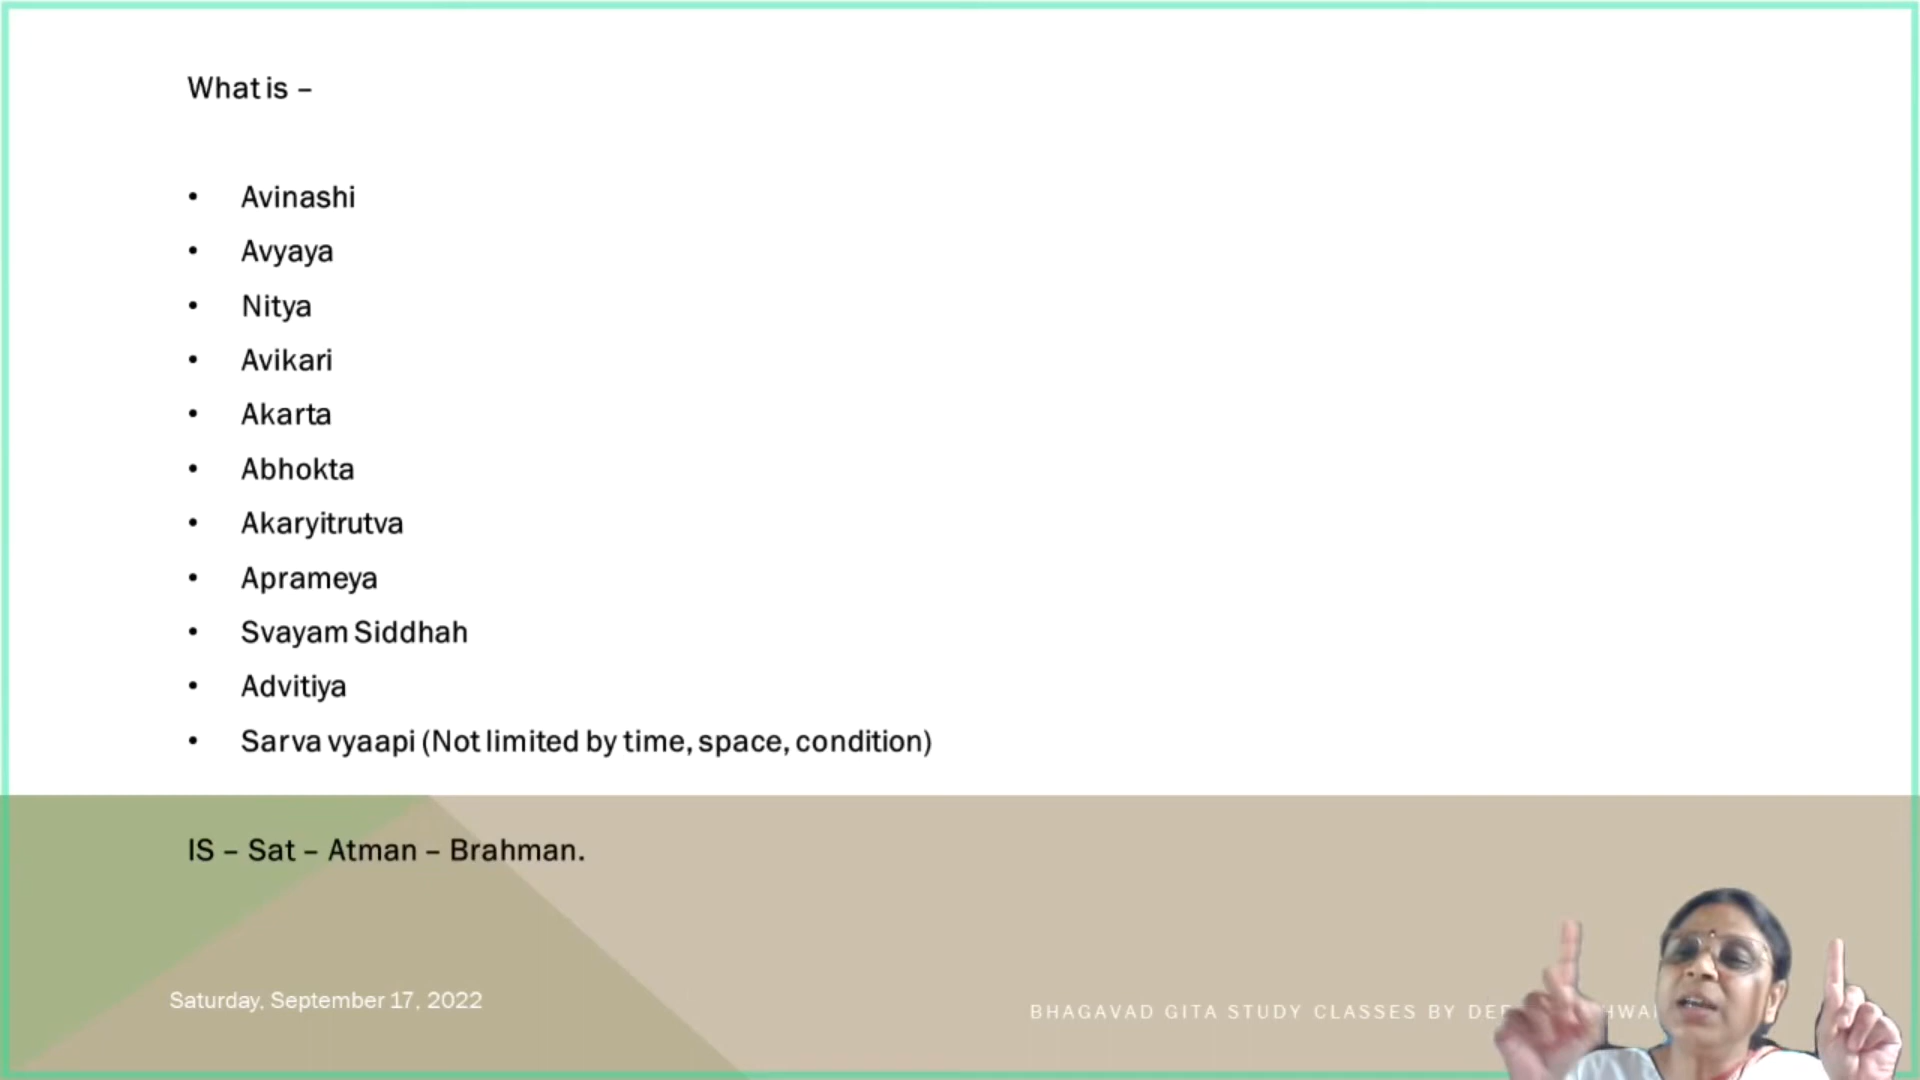 What is –
• Avinashi
• Avyaya
• Nitya
• Avikari
• Akarta
• Abhokta
• Akaryitrutva
• Aprameya
• Svayam Siddhah
• Advitiya
• Sarva vyaapi (Not limited by time, space, condition)
IS – Sat – Atman – Brahman.
Saturday, September 17, 2022
BHAGAVAD GITA STUDY CLASSES BY